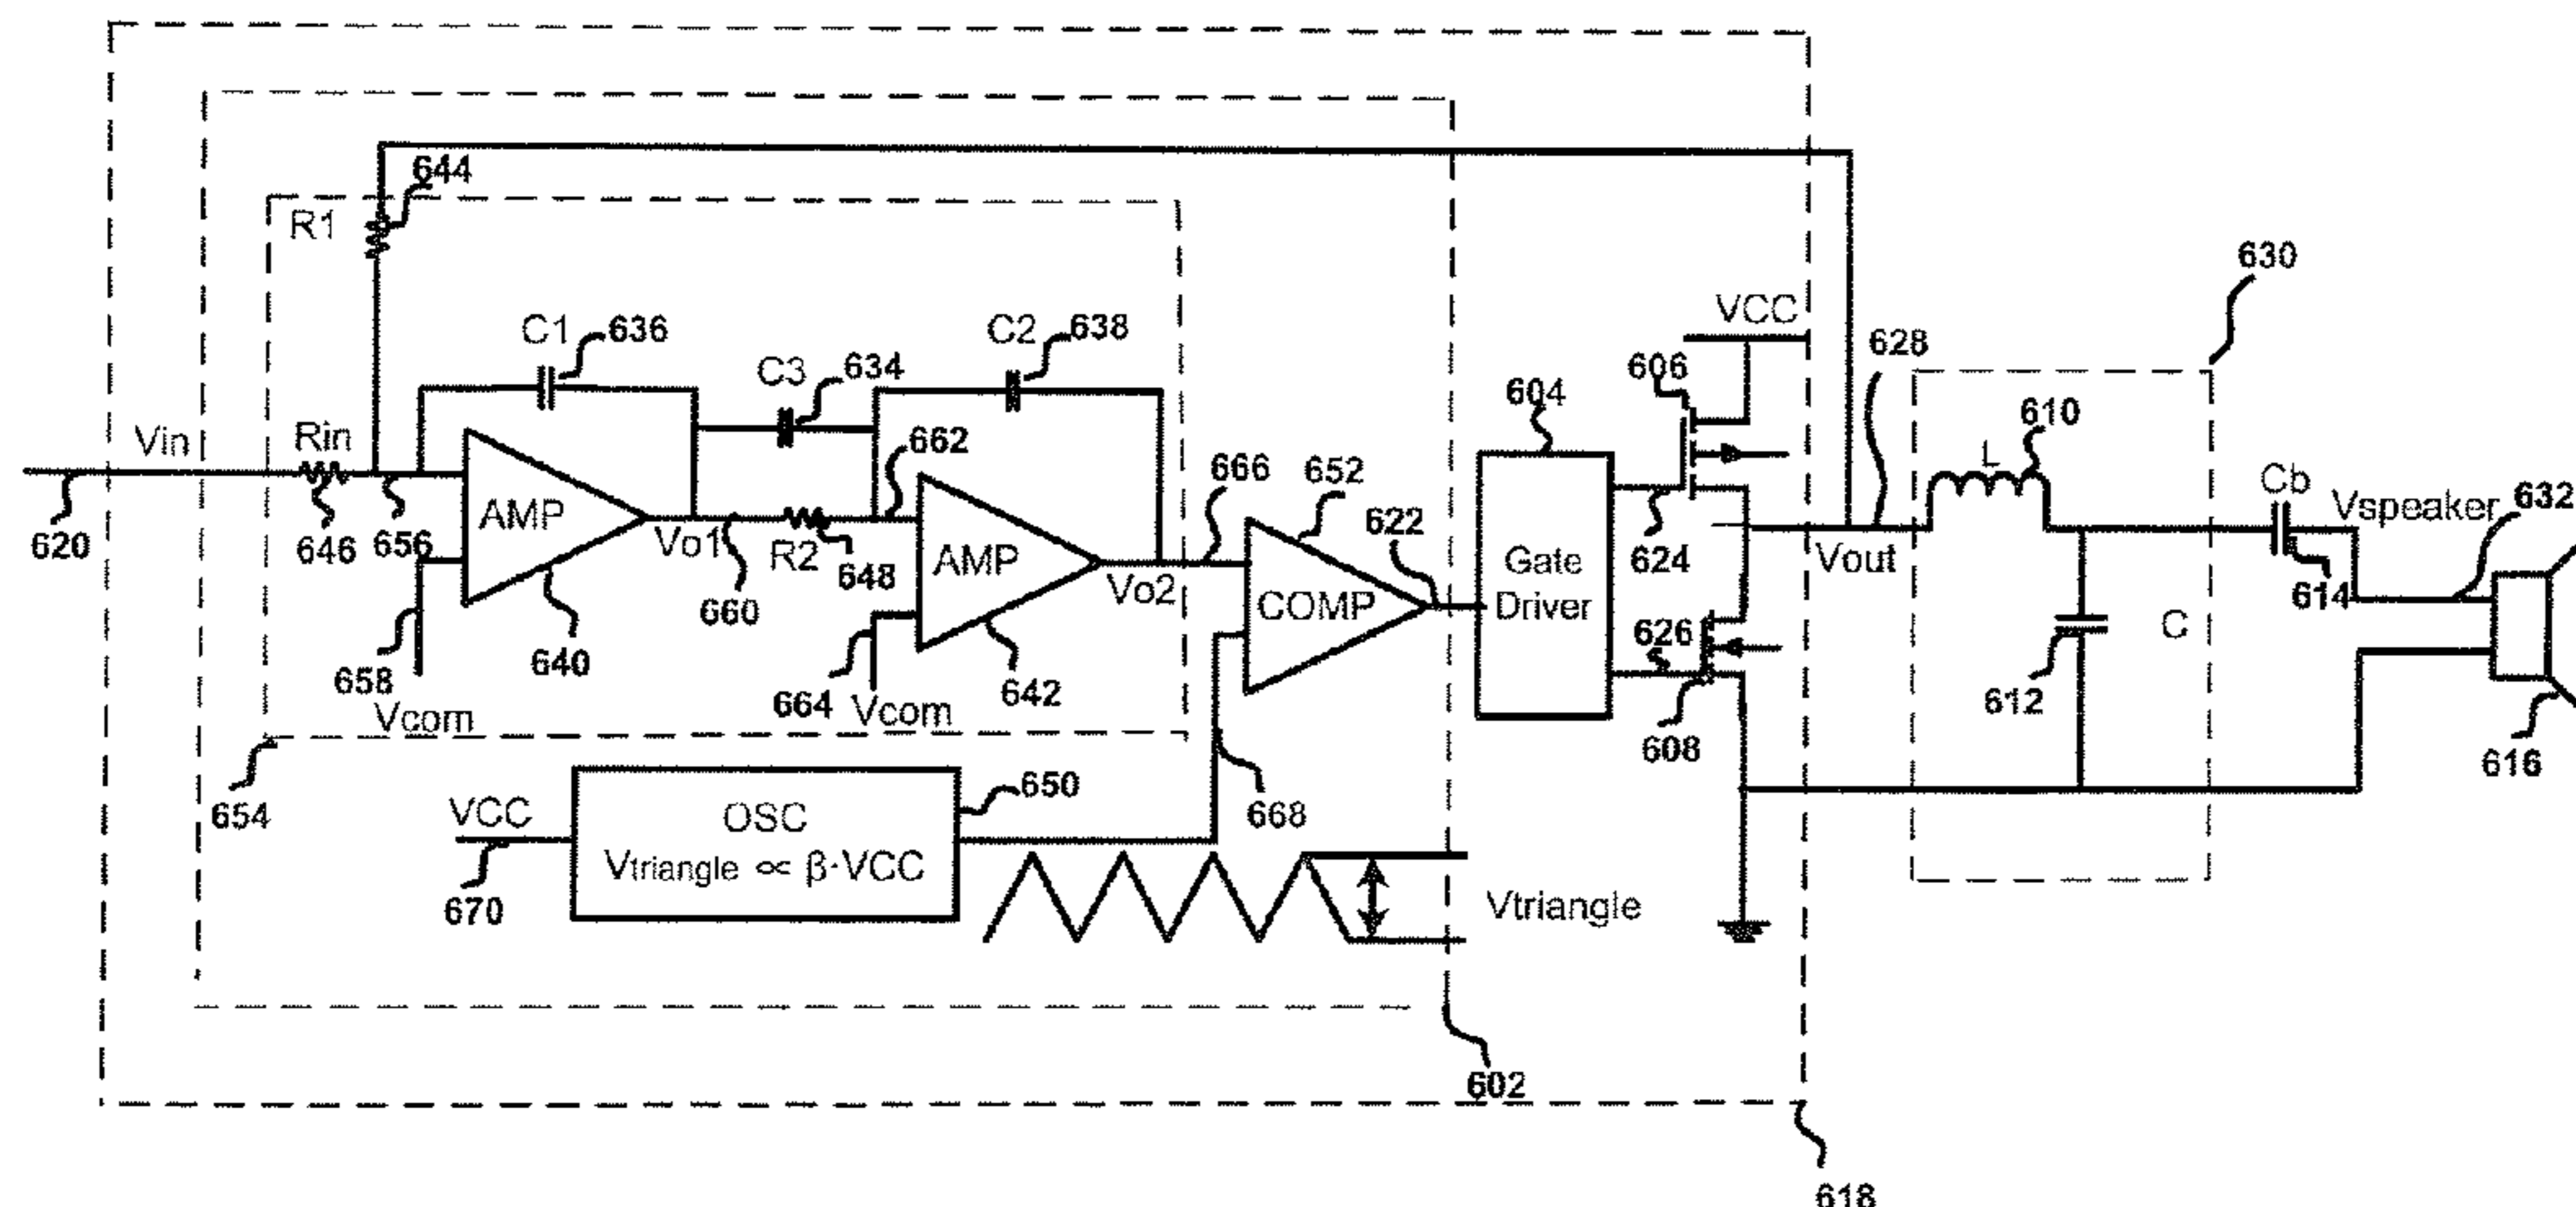 644
R1
630
C1 636
C2 638
VCC
628
C3 634
606
604
610
Vin
Rin
662
666 652
L
Cb
Vspeaker 632
AMP
622
620
646
656
Vo1
R2
648
AMP
Gate
Driver
624
Vout
614
660
Vo2
COMP
626
C
658
640
664
642
612
608
616
Vcom
Vcom
654
VCC
OSC
650
668
Vtriangle ∝ β·VCC
670
Vtriangle
602
618